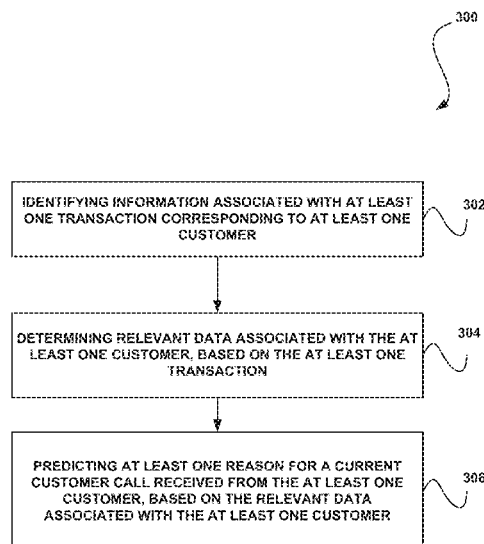 300
IDENTIFYING INFORMATION ASSOCIATED WITH AT LEAST
ONE TRANSACTION CORRESPONDING TO AT LEAST ONE
CUSTOMER
302
DETERMINING RELEVANT DATA ASSOCIATED WITH THE AT
LEAST ONE CUSTOMER, BASED ON THE AT LEAST ONE
TRANSACTION
304
PREDICTING AT LEAST ONE REASON FOR A CURRENT
CUSTOMER CALL RECEIVED FROM THE AT LEAST ONE
CUSTOMER, BASED ON THE RELEVANT DATA
ASSOCIATED WITH THE AT LEAST ONE CUSTOMER
306